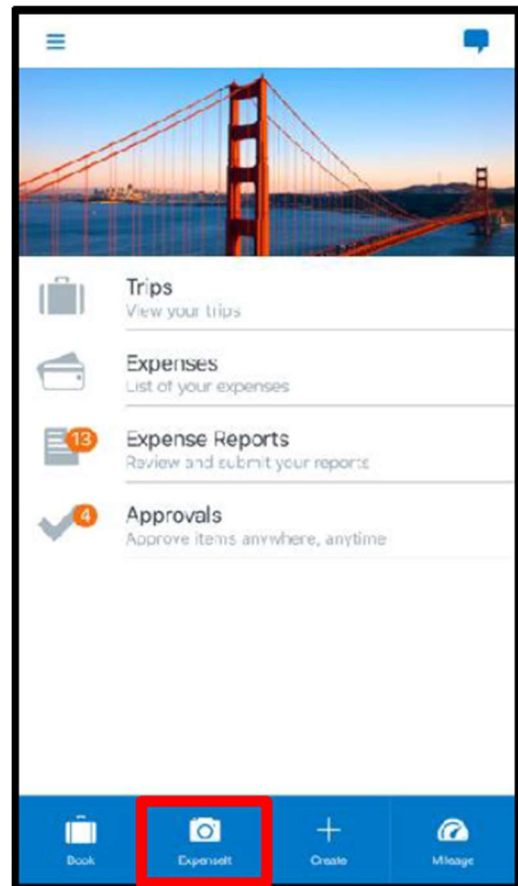 Trips
View your trips
Expenses
List of your expenses
13
Expense Reports
Review and submit your reports
4
Approvals
Approve items anywhere, anytime
Book
ExpenseIt
Create
Mileage